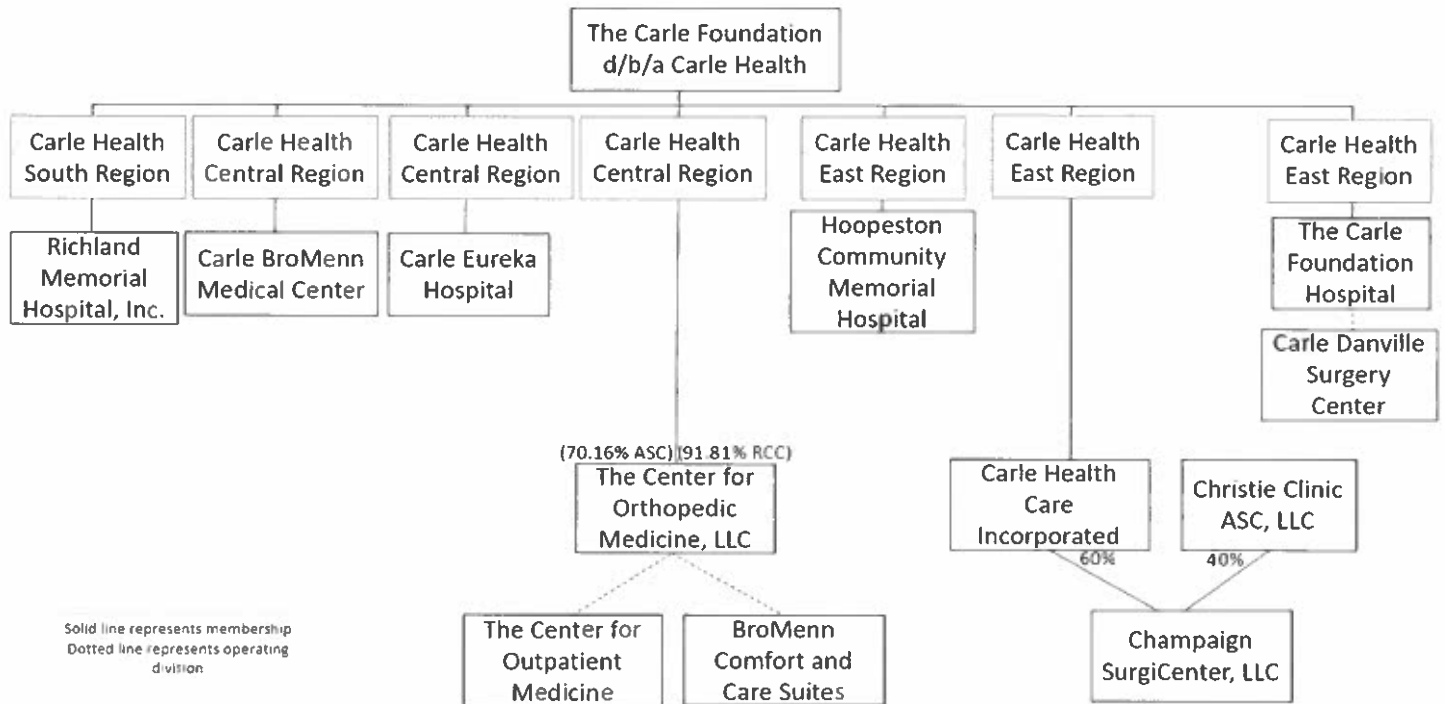 The Carle Foundation
d/b/a Carle Health
Carle Health
South Region
Carle Health
Central Region
Carle Health
Central Region
Carle Health
Central Region
Carle Health
East Region
Carle Health
East Region
Carle Health
East Region
Richland
Memorial
Hospital, Inc.
Carle BroMenn
Medical Center
Carle Eureka
Hospital
Hoopeston
Community
Memorial
Hospital
The Carle
Foundation
Hospital
Carle Danville
Surgery
Center
(70.16% ASC) (91.81% RCC)
The Center for
Orthopedic
Medicine, LLC
Carle Health
Care
Incorporated
Christie Clinic
ASC, LLC
60%
40%
The Center for
Outpatient
Medicine
BroMenn
Comfort and
Care Suites
Champaign
SurgiCenter, LLC
Solid line represents membership
Dotted line represents operating
division